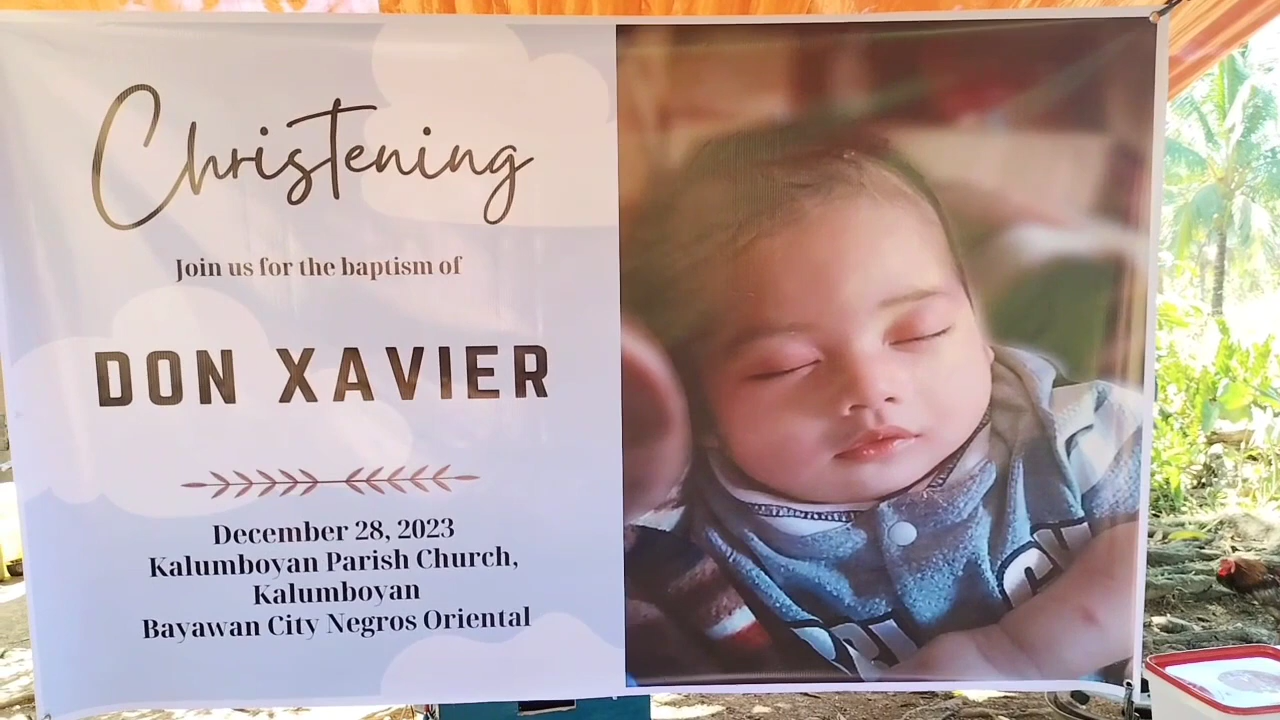 Christening
Join us for the baptism of
DON XAVIER
December 28, 2023
Kalumboyan Parish Church,
Kalumboyan
Bayawan City Negros Oriental